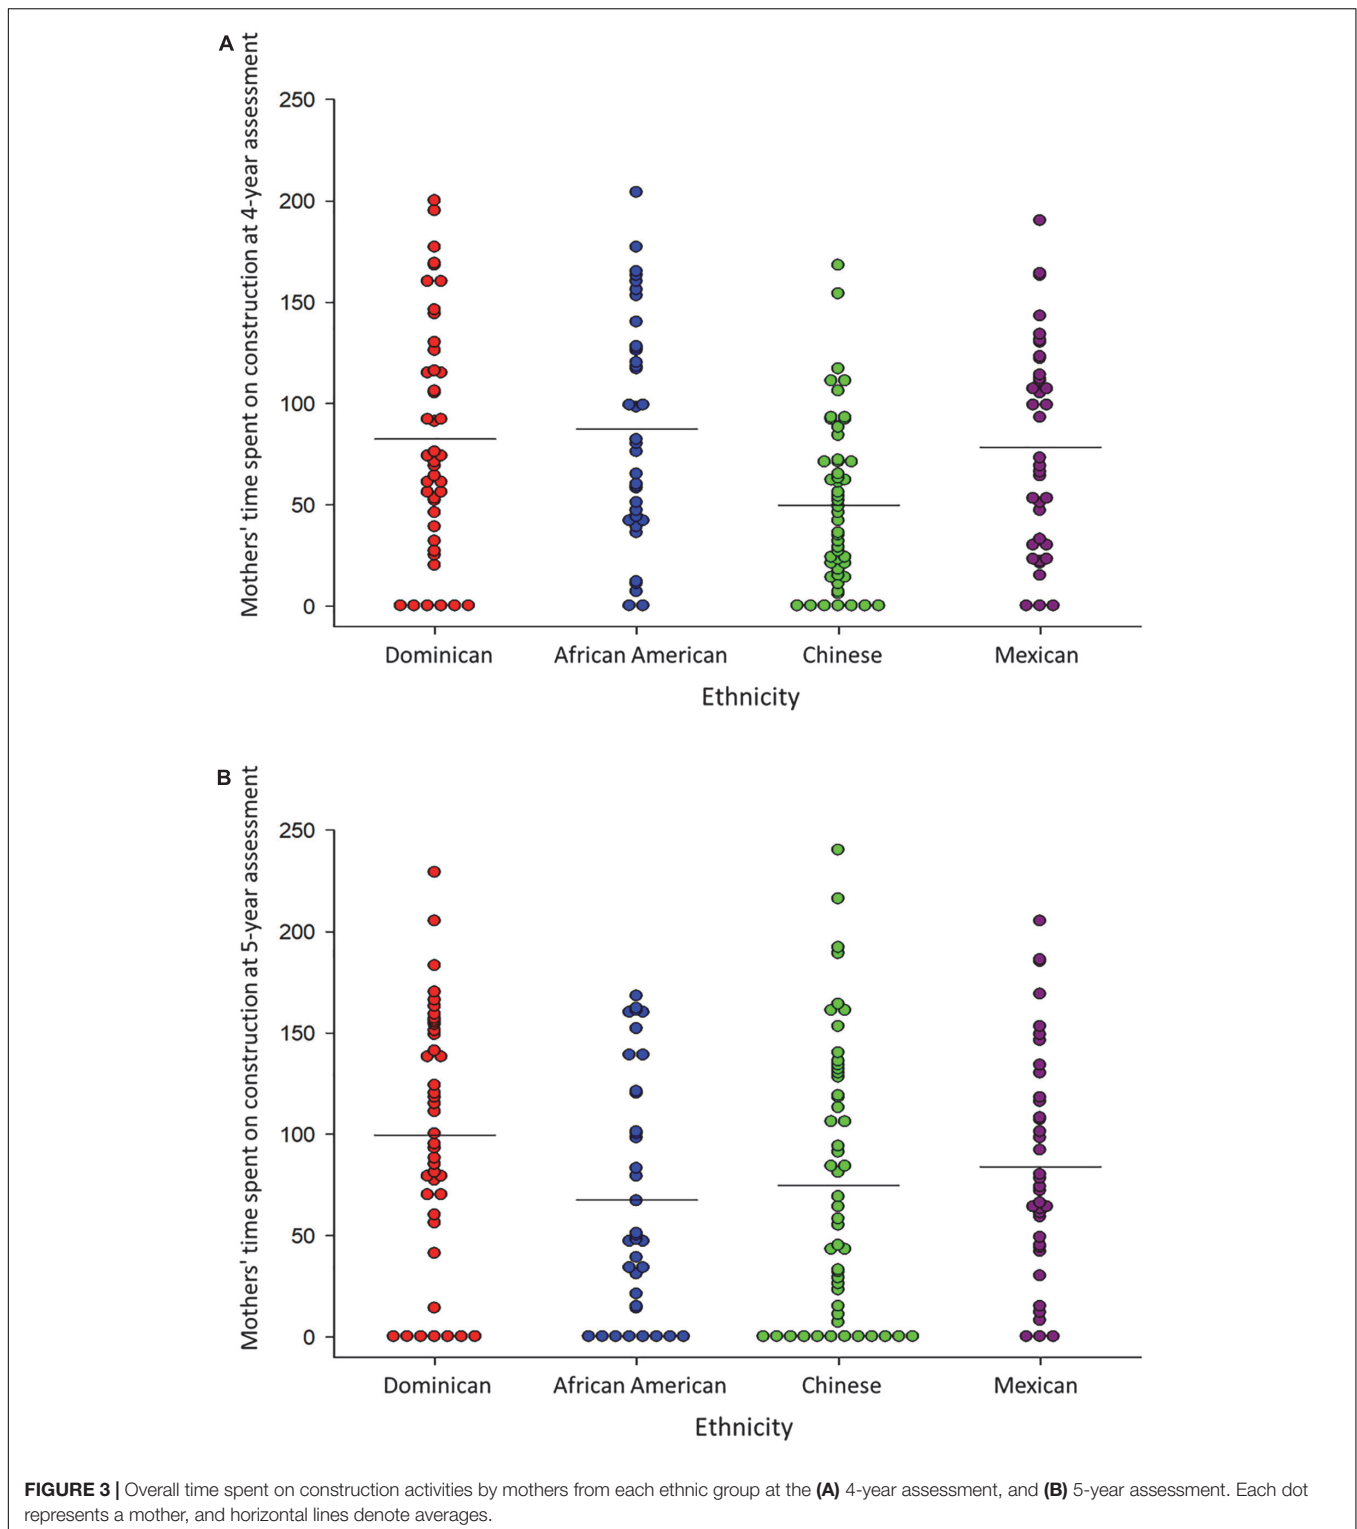 A
Mothers' time spent on construction at 4-year assessment
250
200
150
100
50
0
Dominican African American Chinese Mexican
Ethnicity
B
Mothers' time spent on construction at 5-year assessment
250
200
150
100
50
0
Dominican African American Chinese Mexican
Ethnicity
FIGURE 3 | Overall time spent on construction activities by mothers from each ethnic group at the (A) 4-year assessment, and (B) 5-year assessment. Each dot
represents a mother, and horizontal lines denote averages.